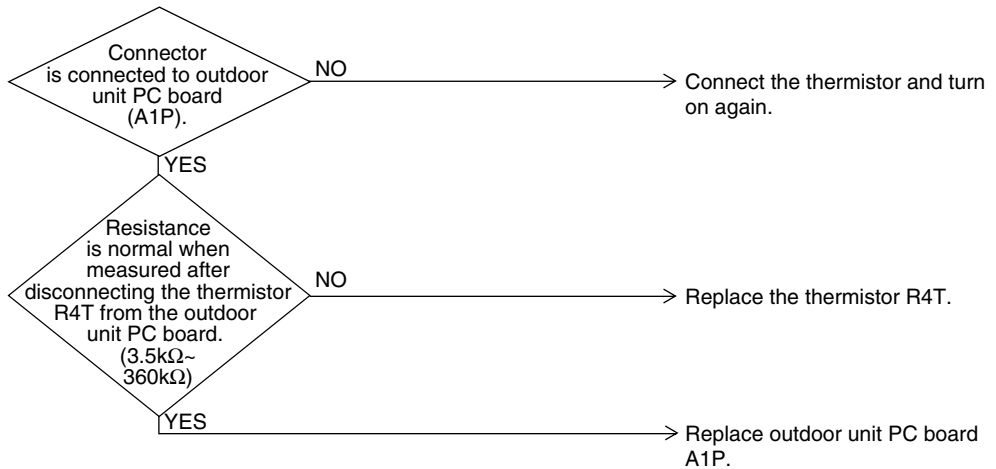 Connector
is connected to outdoor
unit PC board
(A1P).
NO
Connect the thermistor and turn
on again.
YES
Resistance
is normal when
measured after
disconnecting the thermistor
R4T from the outdoor
unit PC board.
(3.5kΩ~
360kΩ)
NO
Replace the thermistor R4T.
YES
Replace outdoor unit PC board
A1P.